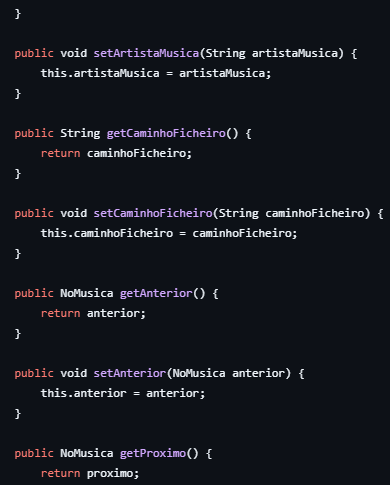 }
public void setArtistaMusica(String artistaMusica) {
this.artistaMusica = artistaMusica;
}
public String getCaminhoFicheiro() {
return caminhoFicheiro;
}
public void setCaminhoFicheiro(String caminhoFicheiro) {
this.caminhoFicheiro = caminhoFicheiro;
}
public NoMusica getAnterior() {
return anterior;
}
public void setAnterior(NoMusica anterior) {
this.anterior = anterior;
}
public NoMusica getProximo() {
return proximo;